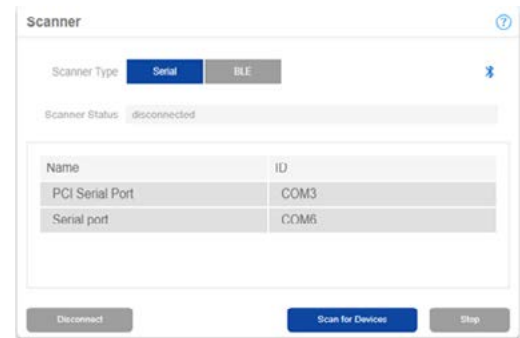 Scanner ?
Scanner Type Serial BLE
Scanner Status disconnected
Name ID
PCI Serial Port COM3
Serial port COM6
Disconnect Scan for Devices Stop